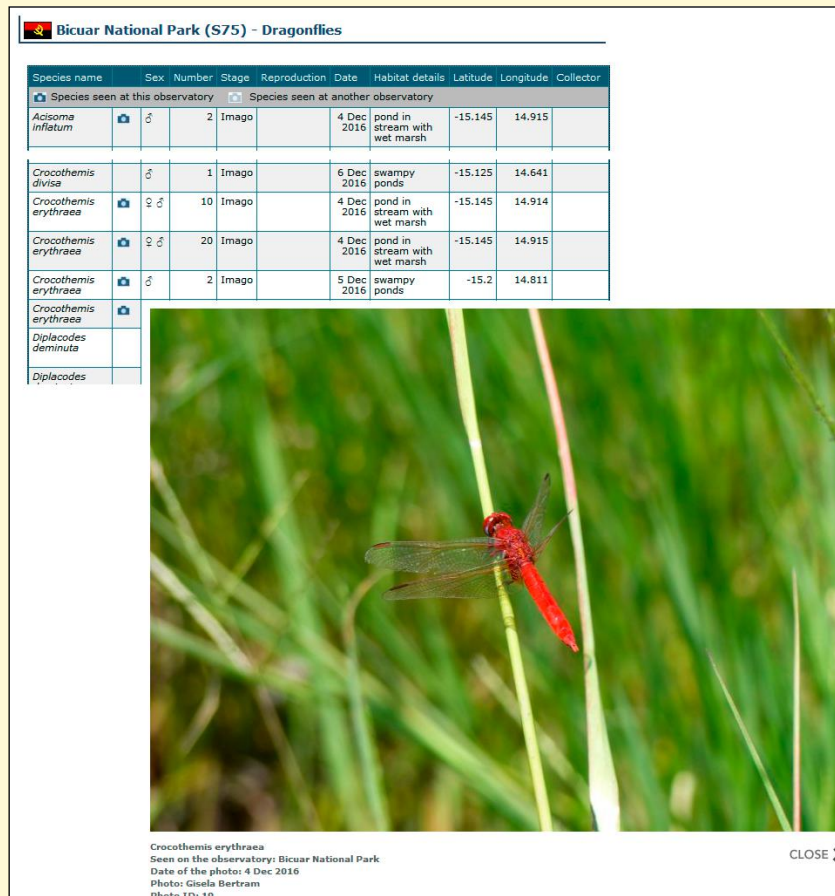 Bicuar National Park (S75) - Dragonflies
Species name Sex Number Stage Reproduction Date Habitat details Latitude Longitude Collector
Species seen at this observatory Species seen at another observatory
Acisoma inflatum ♂ 2 Imago 4 Dec 2016 pond in stream with wet marsh -15.145 14.915
Crocothemis divisa ♂ 1 Imago 6 Dec 2016 swampy ponds -15.125 14.641
Crocothemis erythraea ♀ ♂ 10 Imago 4 Dec 2016 pond in stream with wet marsh -15.145 14.914
Crocothemis erythraea ♀ ♂ 20 Imago 4 Dec 2016 pond in stream with wet marsh -15.145 14.915
Crocothemis erythraea ♂ 2 Imago 5 Dec 2016 swampy ponds -15.2 14.811
Crocothemis erythraea
Diplacodes deminuta
Diplacodes
Crocothemis erythraea
Seen on the observatory: Bicuar National Park
Date of the photo: 4 Dec 2016
Photo: Gisela Bertram
Photo ID: 10
CLOSE